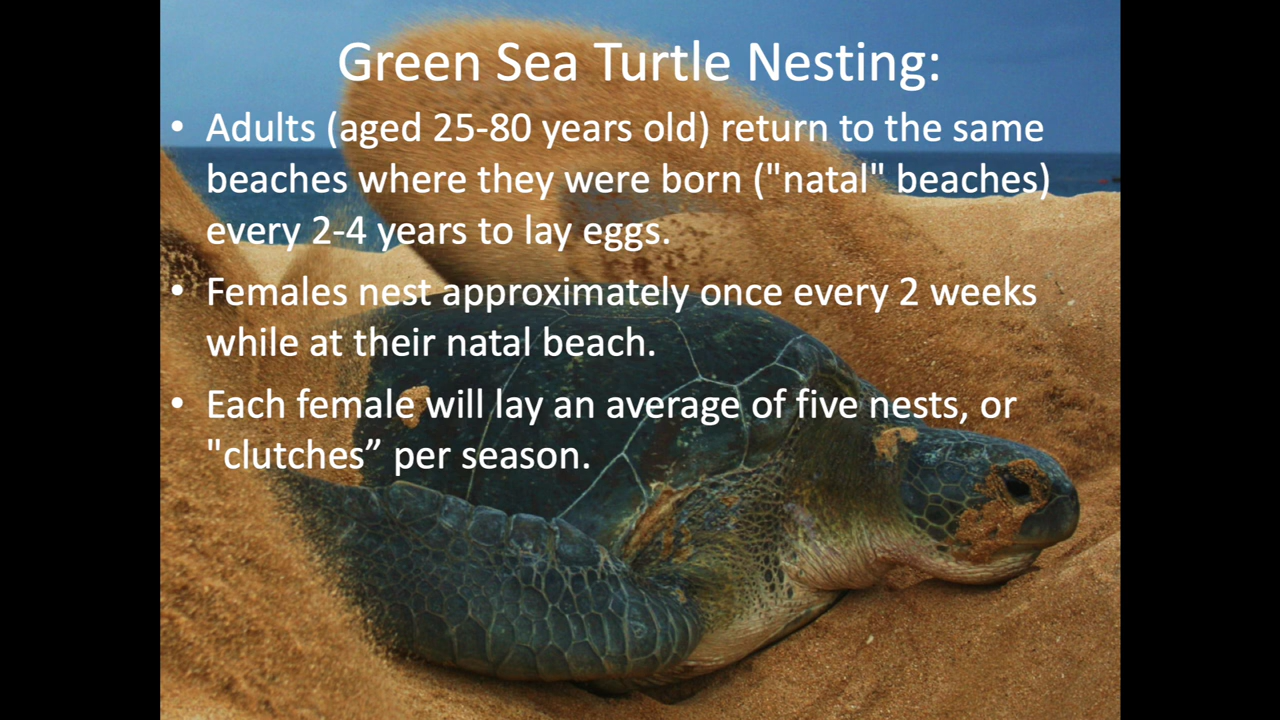 Green Sea Turtle Nesting:
• Adults (aged 25-80 years old) return to the same
beaches where they were born ("natal" beaches)
every 2-4 years to lay eggs.
• Females nest approximately once every 2 weeks
while at their natal beach.
• Each female will lay an average of five nests, or
"clutches” per season.